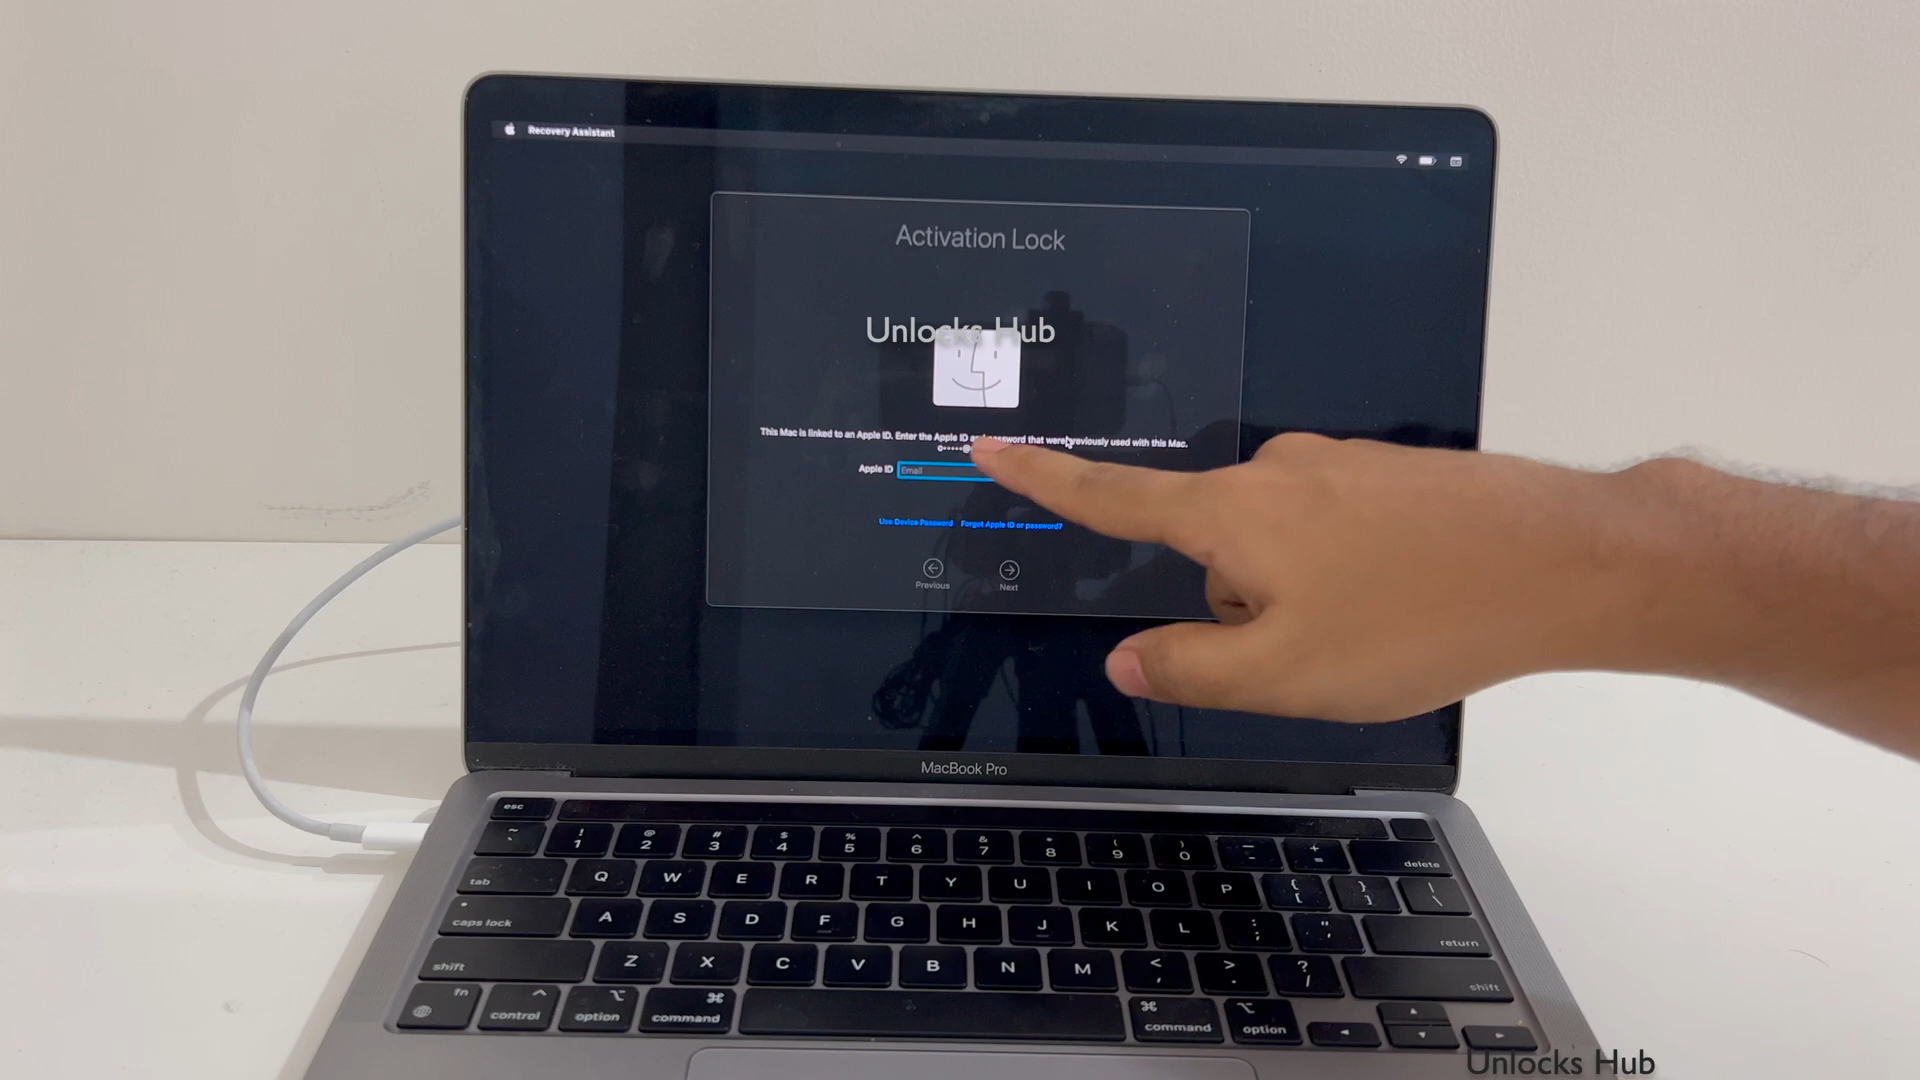 Recovery Assistant
Activation Lock
Unlocks Hub
This Mac is linked to an Apple ID. Enter the Apple ID and password that were previously used with this Mac.
Apple ID Email
Use Device Password Forgot Apple ID or password?
Previous Next
MacBook Pro
esc
~ ` ! 1 @ 2 # 3 $ 4 % 5 ^ 6 & 7 * 8 ( 9 ) 0 _ - + = delete
tab Q W E R T Y U I O P { [ } ] | \
caps lock A S D F G H J K L : ; " ' return
shift Z X C V B N M < , > . ? / shift
fn control option command command option
Unlocks Hub